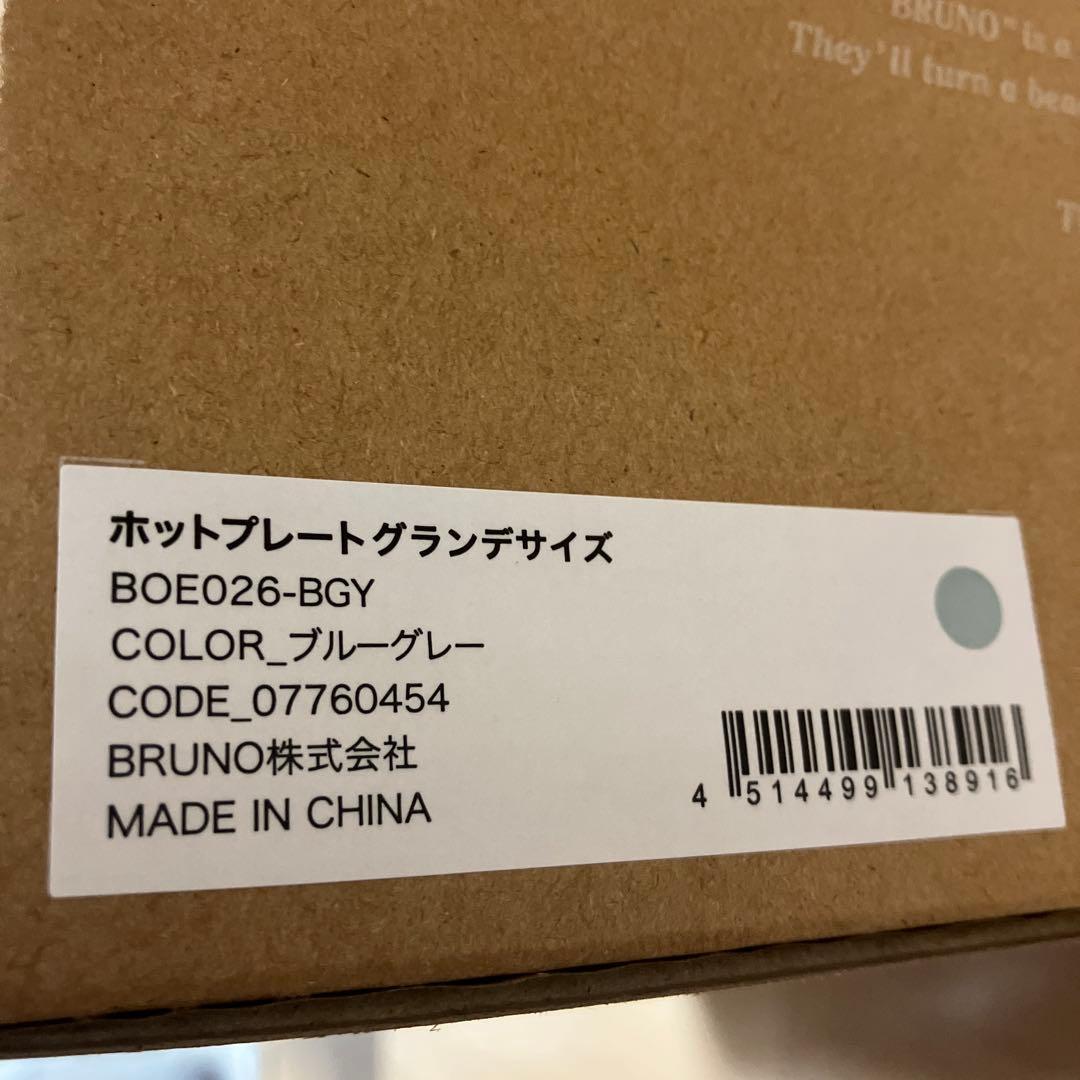 BRUNO" is a
They'll turn a
ホットプレートグランデサイズ
BOE026-BGY
COLOR_ブルーグレー
CODE_07760454
BRUNO株式会社
MADE IN CHINA
4 514499 138916